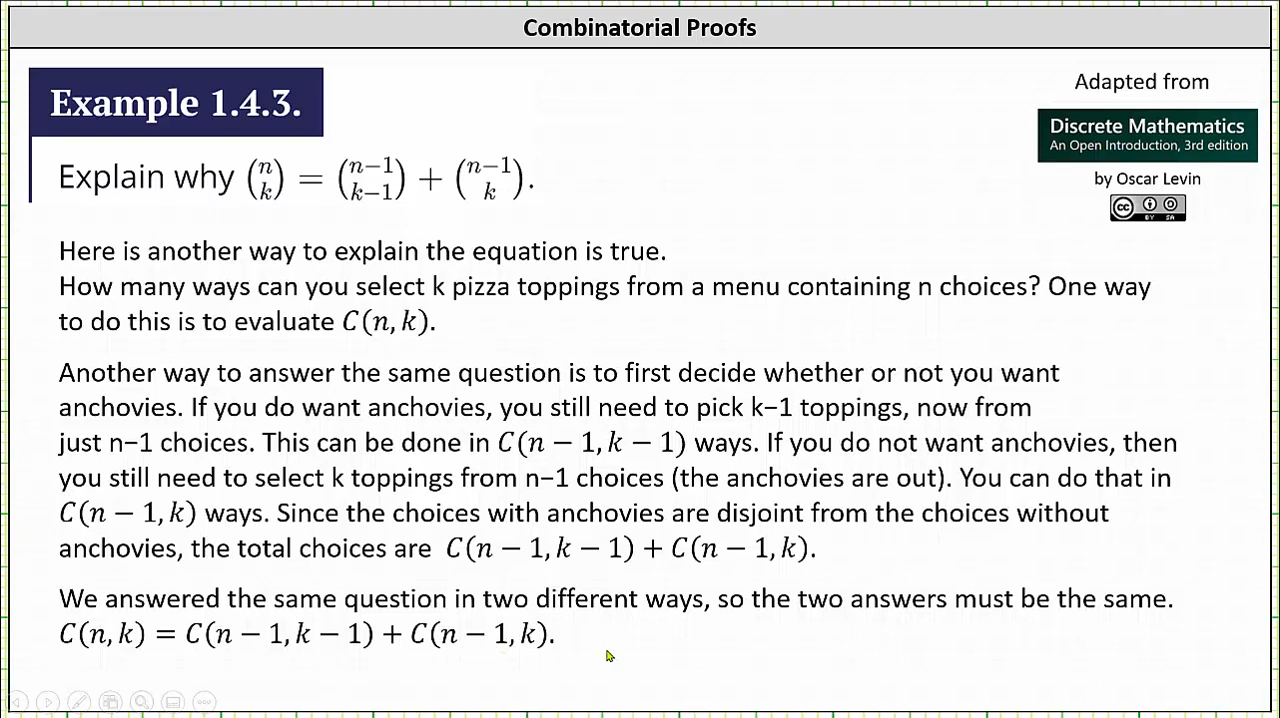 Combinatorial Proofs
Example 1.4.3.
Adapted from
Discrete Mathematics
An Open Introduction, 3rd edition
by Oscar Levin
CC BY SA
Explain why $\binom{n}{k} = \binom{n-1}{k-1} + \binom{n-1}{k}$.
Here is another way to explain the equation is true.
How many ways can you select k pizza toppings from a menu containing n choices? One way
to do this is to evaluate C(n, k).
Another way to answer the same question is to first decide whether or not you want
anchovies. If you do want anchovies, you still need to pick k−1 toppings, now from
just n−1 choices. This can be done in C(n − 1, k − 1) ways. If you do not want anchovies, then
you still need to select k toppings from n−1 choices (the anchovies are out). You can do that in
C(n − 1, k) ways. Since the choices with anchovies are disjoint from the choices without
anchovies, the total choices are C(n − 1, k − 1) + C(n − 1, k).
We answered the same question in two different ways, so the two answers must be the same.
C(n, k) = C(n − 1, k − 1) + C(n − 1, k).